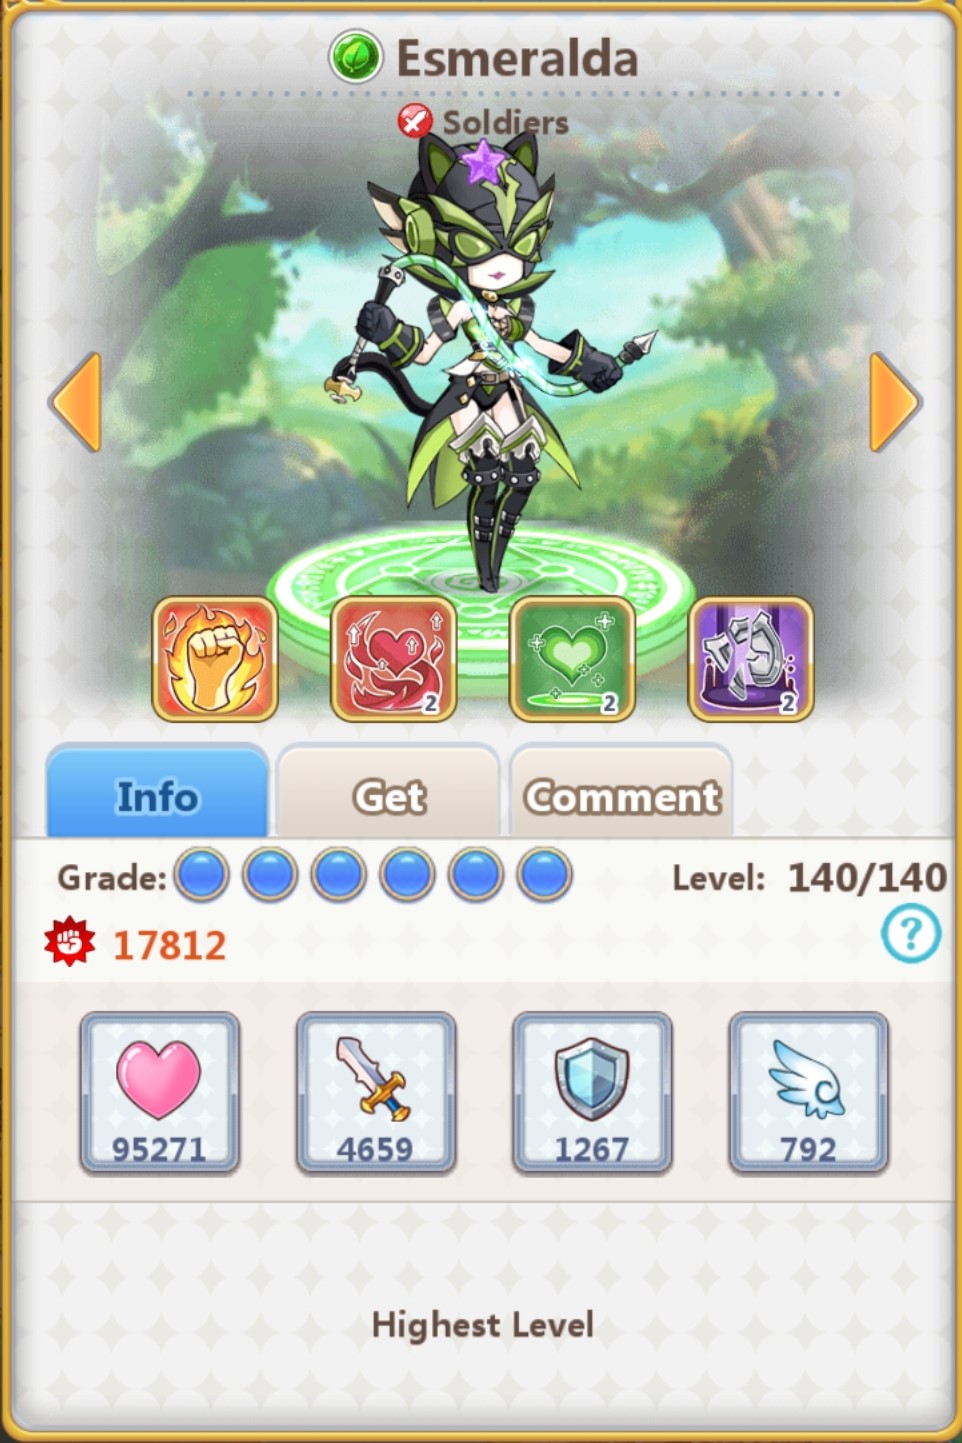 Esmeralda
Soldiers
2 2 2
Info Get Comment
Grade: Level: 140/140
17812 ?
95271 4659 1267 792
Highest Level